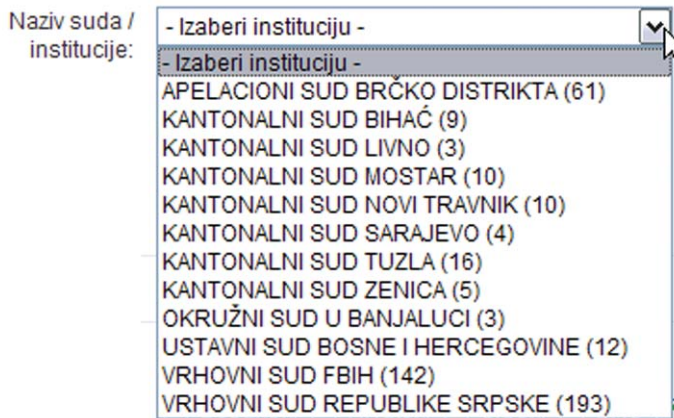 Naziv suda /
institucije:
- Izaberi instituciju -
- Izaberi instituciju -
APELACIONI SUD BRČKO DISTRIKTA (61)
KANTONALNI SUD BIHAĆ (9)
KANTONALNI SUD LIVNO (3)
KANTONALNI SUD MOSTAR (10)
KANTONALNI SUD NOVI TRAVNIK (10)
KANTONALNI SUD SARAJEVO (4)
KANTONALNI SUD TUZLA (16)
KANTONALNI SUD ZENICA (5)
OKRUŽNI SUD U BANJALUCI (3)
USTAVNI SUD BOSNE I HERCEGOVINE (12)
VRHOVNI SUD FBIH (142)
VRHOVNI SUD REPUBLIKE SRPSKE (193)